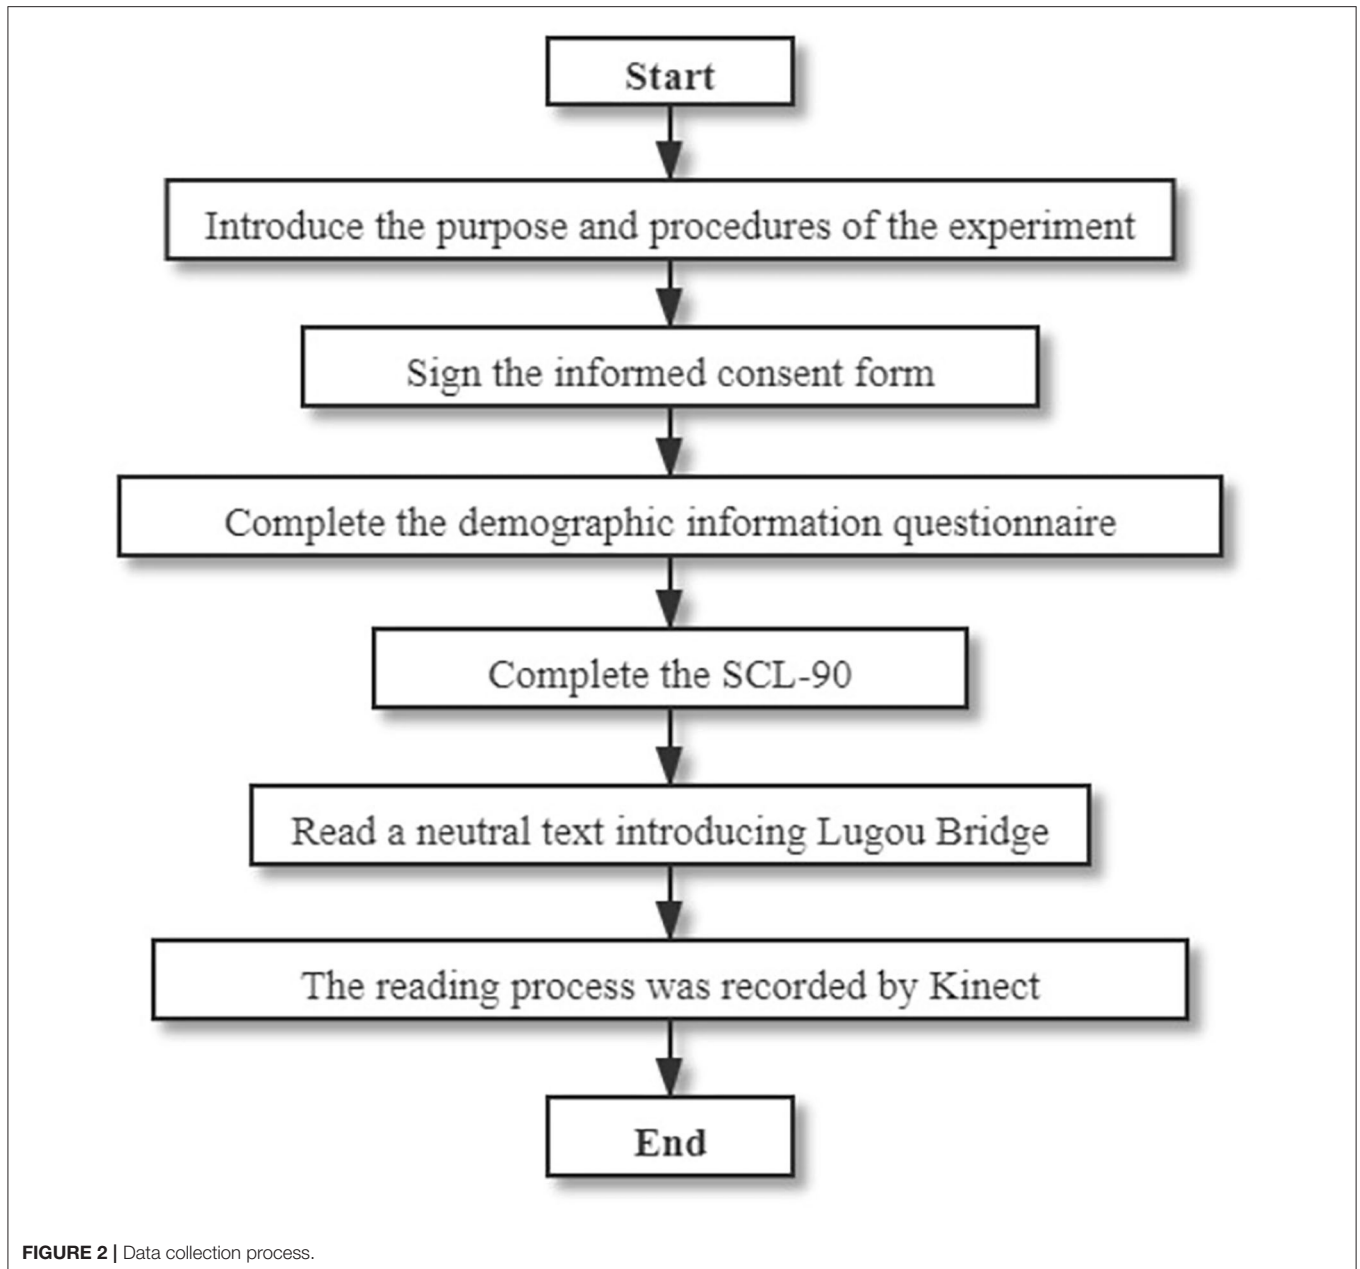 Start
Introduce the purpose and procedures of the experiment
Sign the informed consent form
Complete the demographic information questionnaire
Complete the SCL-90
Read a neutral text introducing Lugou Bridge
The reading process was recorded by Kinect
End
FIGURE 2 | Data collection process.